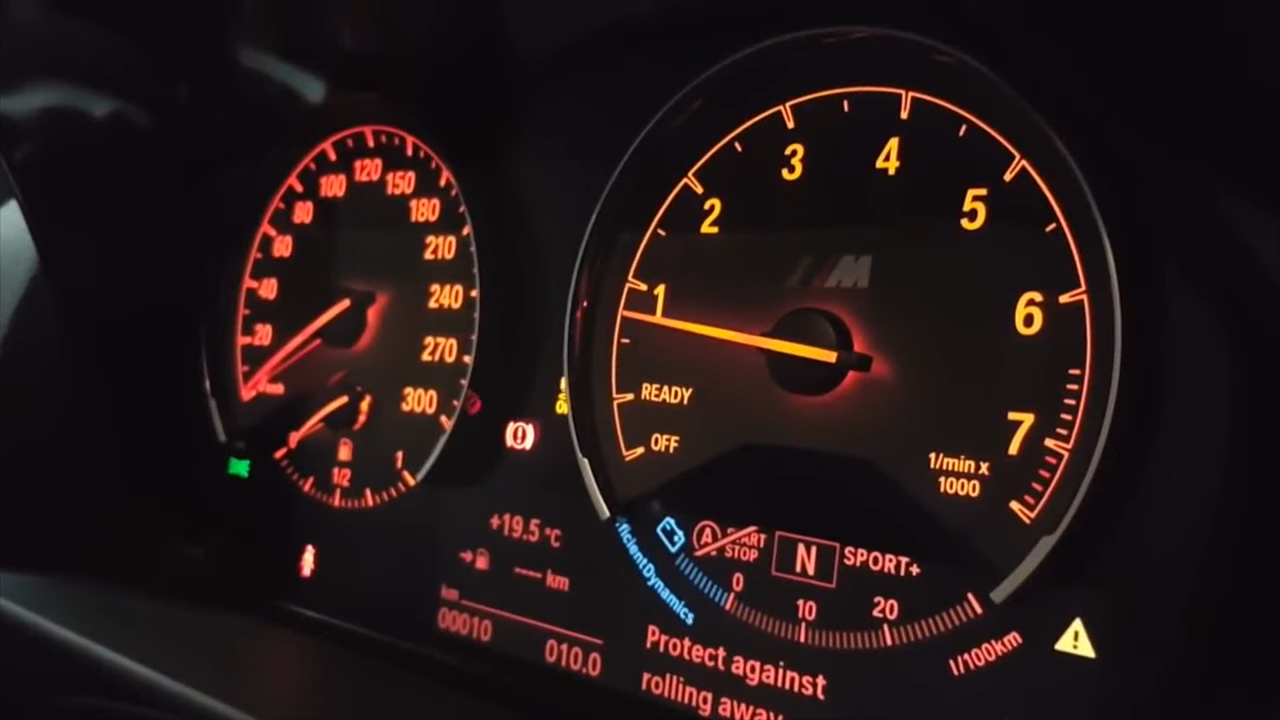 120
100
150
80
180
60
210
40
240
20
270
300
1/2
1
+19.5 °C
---- km
km
00010
010.0
1
2
3
4
5
6
7
M
READY
OFF
1/min x
1000
EfficientDynamics
A
START
STOP
N
SPORT+
0
10
20
l/100km
Protect against
rolling away